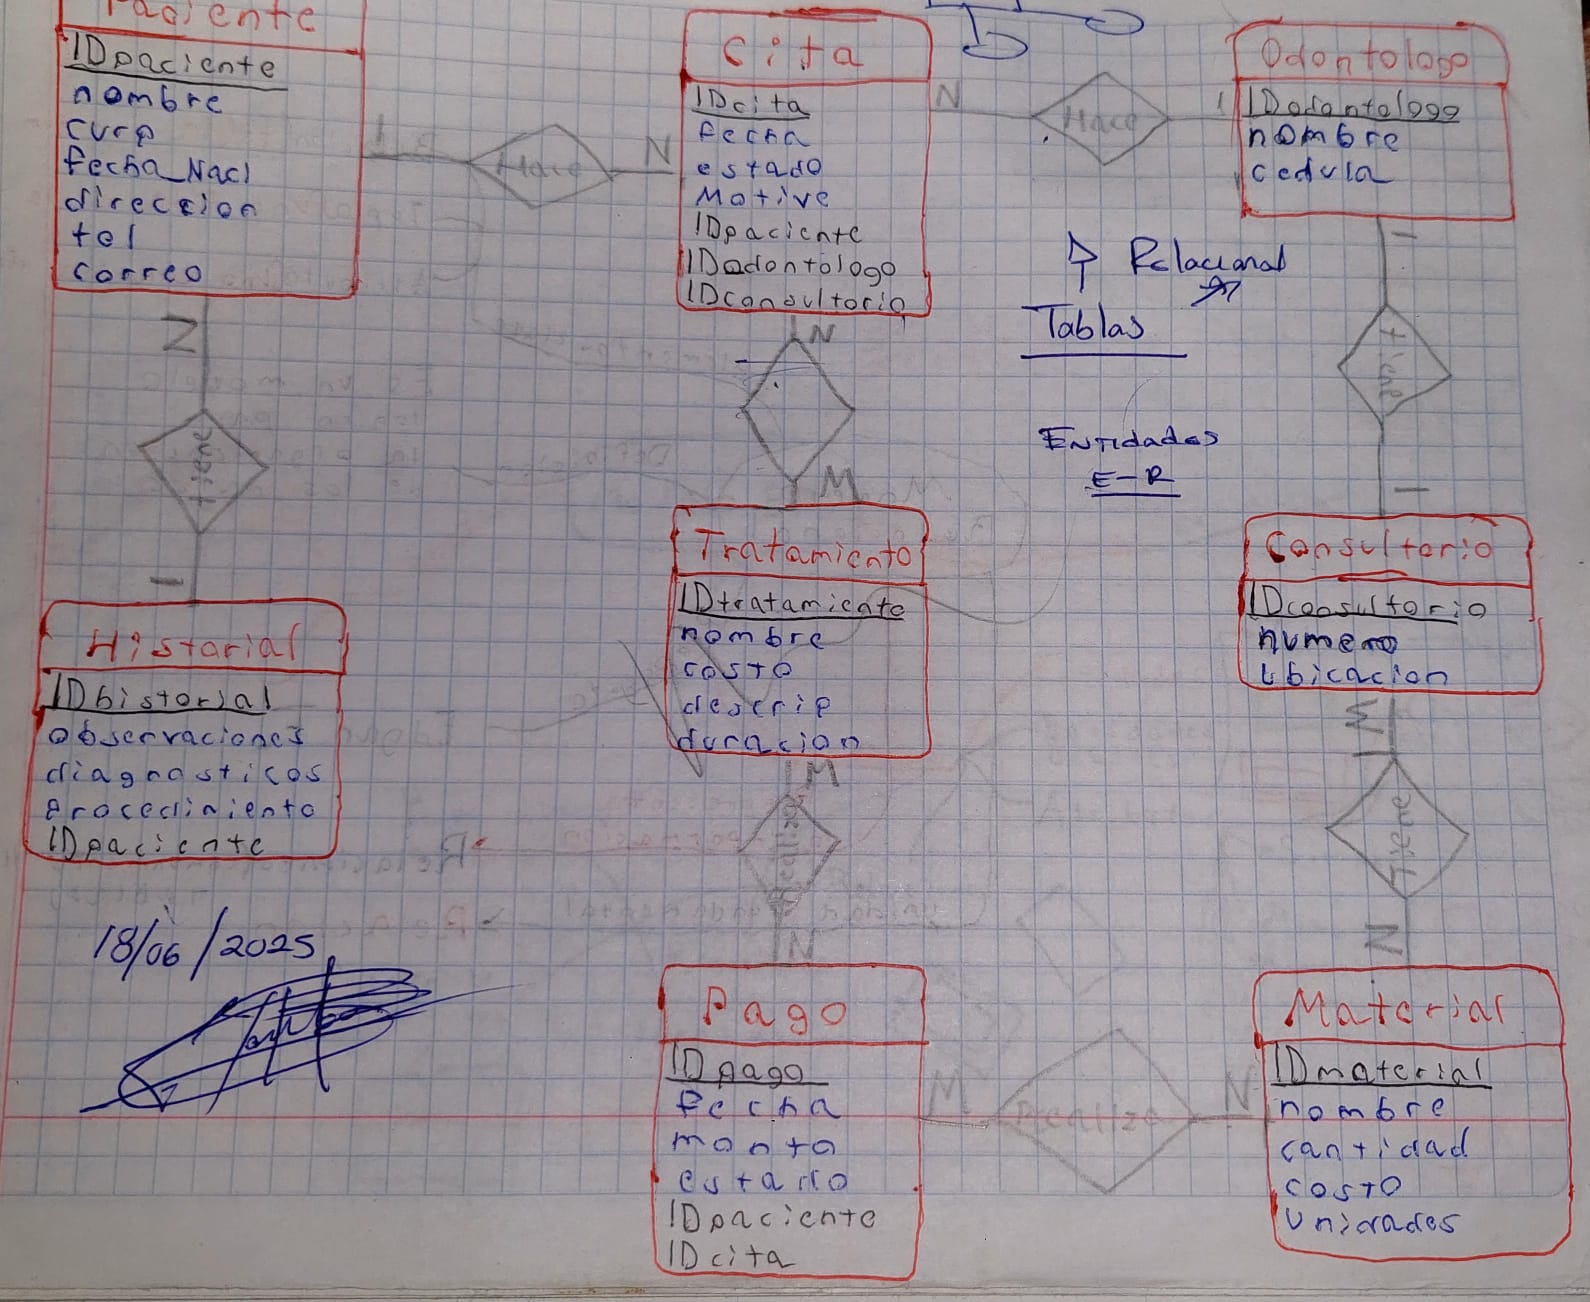 Paciente
IDpaciente
nombre
curp
fecha_Nacl
direccion
tel
correo
1
Hace
N
Cita
IDcita
fecha
estado
Motive
IDpaciente
IDodontologo
IDconsultorio
N
Hace
1
Odontologo
IDodontologo
nombre
cedula
Relacional
Tablas
Entidades
E-R
N
tiene
1
N
M
1
tiene
1
Historial
IDhistorial
observaciones
diagnosticos
procedimiento
IDpaciente
Tratamiento
IDtratamiento
nombre
costo
descrip
duracion
Consultorio
IDconsultorio
numero
Ubicacion
M
Realiza
N
M
Tiene
N
18/06/2025
Pago
IDpago
fecha
monto
estado
IDpaciente
IDcita
M
Realize
N
Material
IDmaterial
nombre
cantidad
costo
Unidades